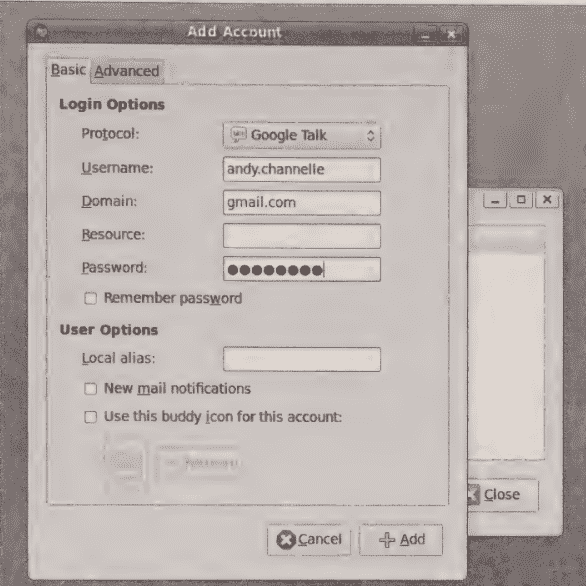 Add Account
Basic Advanced
Login Options
Protocol: Google Talk
Username: andy.channelle
Domain: gmail.com
Resource:
Password: ●●●●●●●●
Remember password
User Options
Local alias:
New mail notifications
Use this buddy icon for this account:
Close
Cancel Add